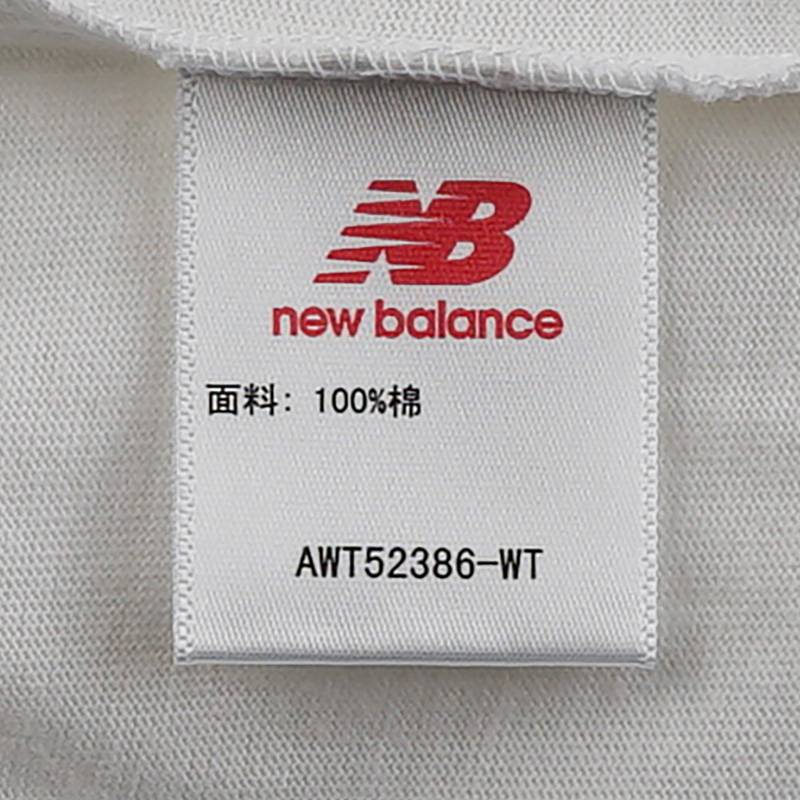 NB
new balance
面料: 100%棉
AWT52386-WT